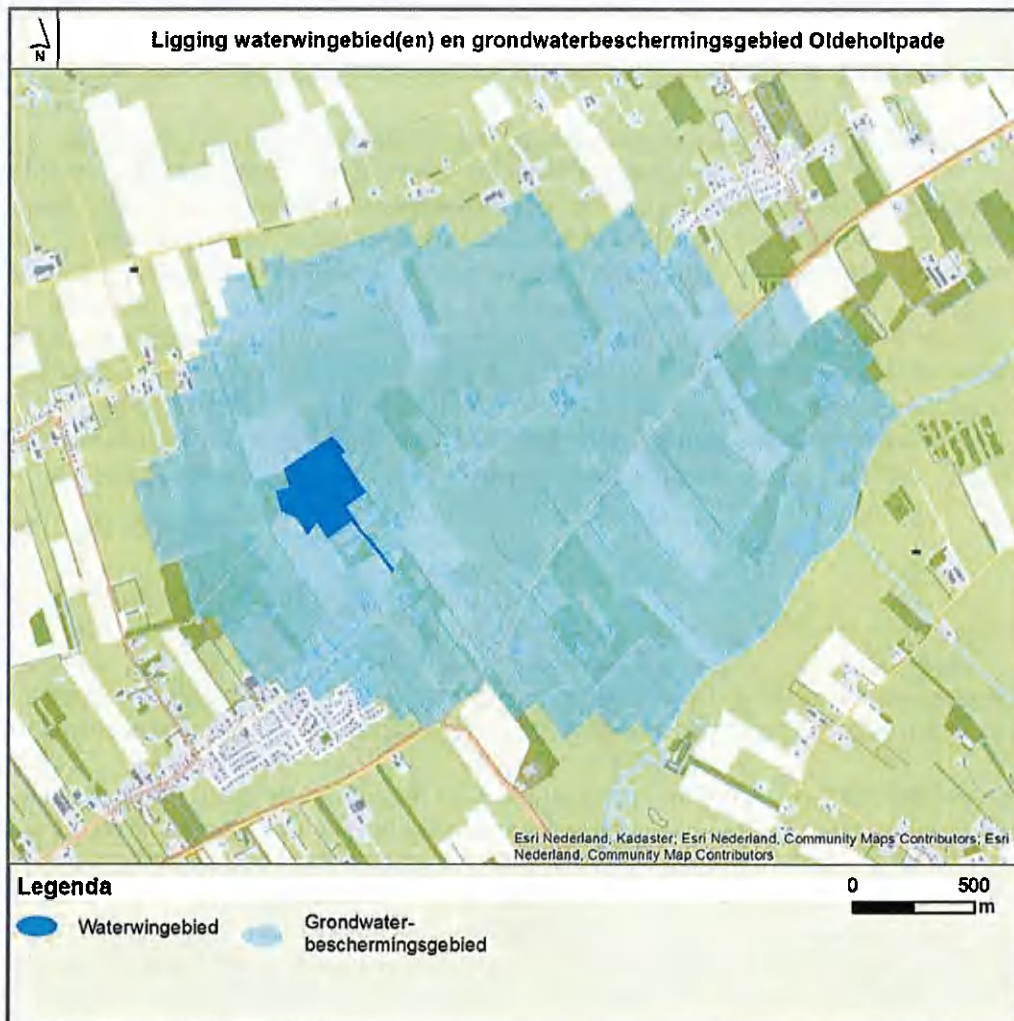 N
Ligging waterwingebied(en) en grondwaterbeschermingsgebied Oldeholtpade
Esri Nederland, Kadaster; Esri Nederland, Community Maps Contributors; Esri
Nederland, Community Map Contributors
Legenda
Waterwingebied
Grondwater-
beschermingsgebied
0 500
m